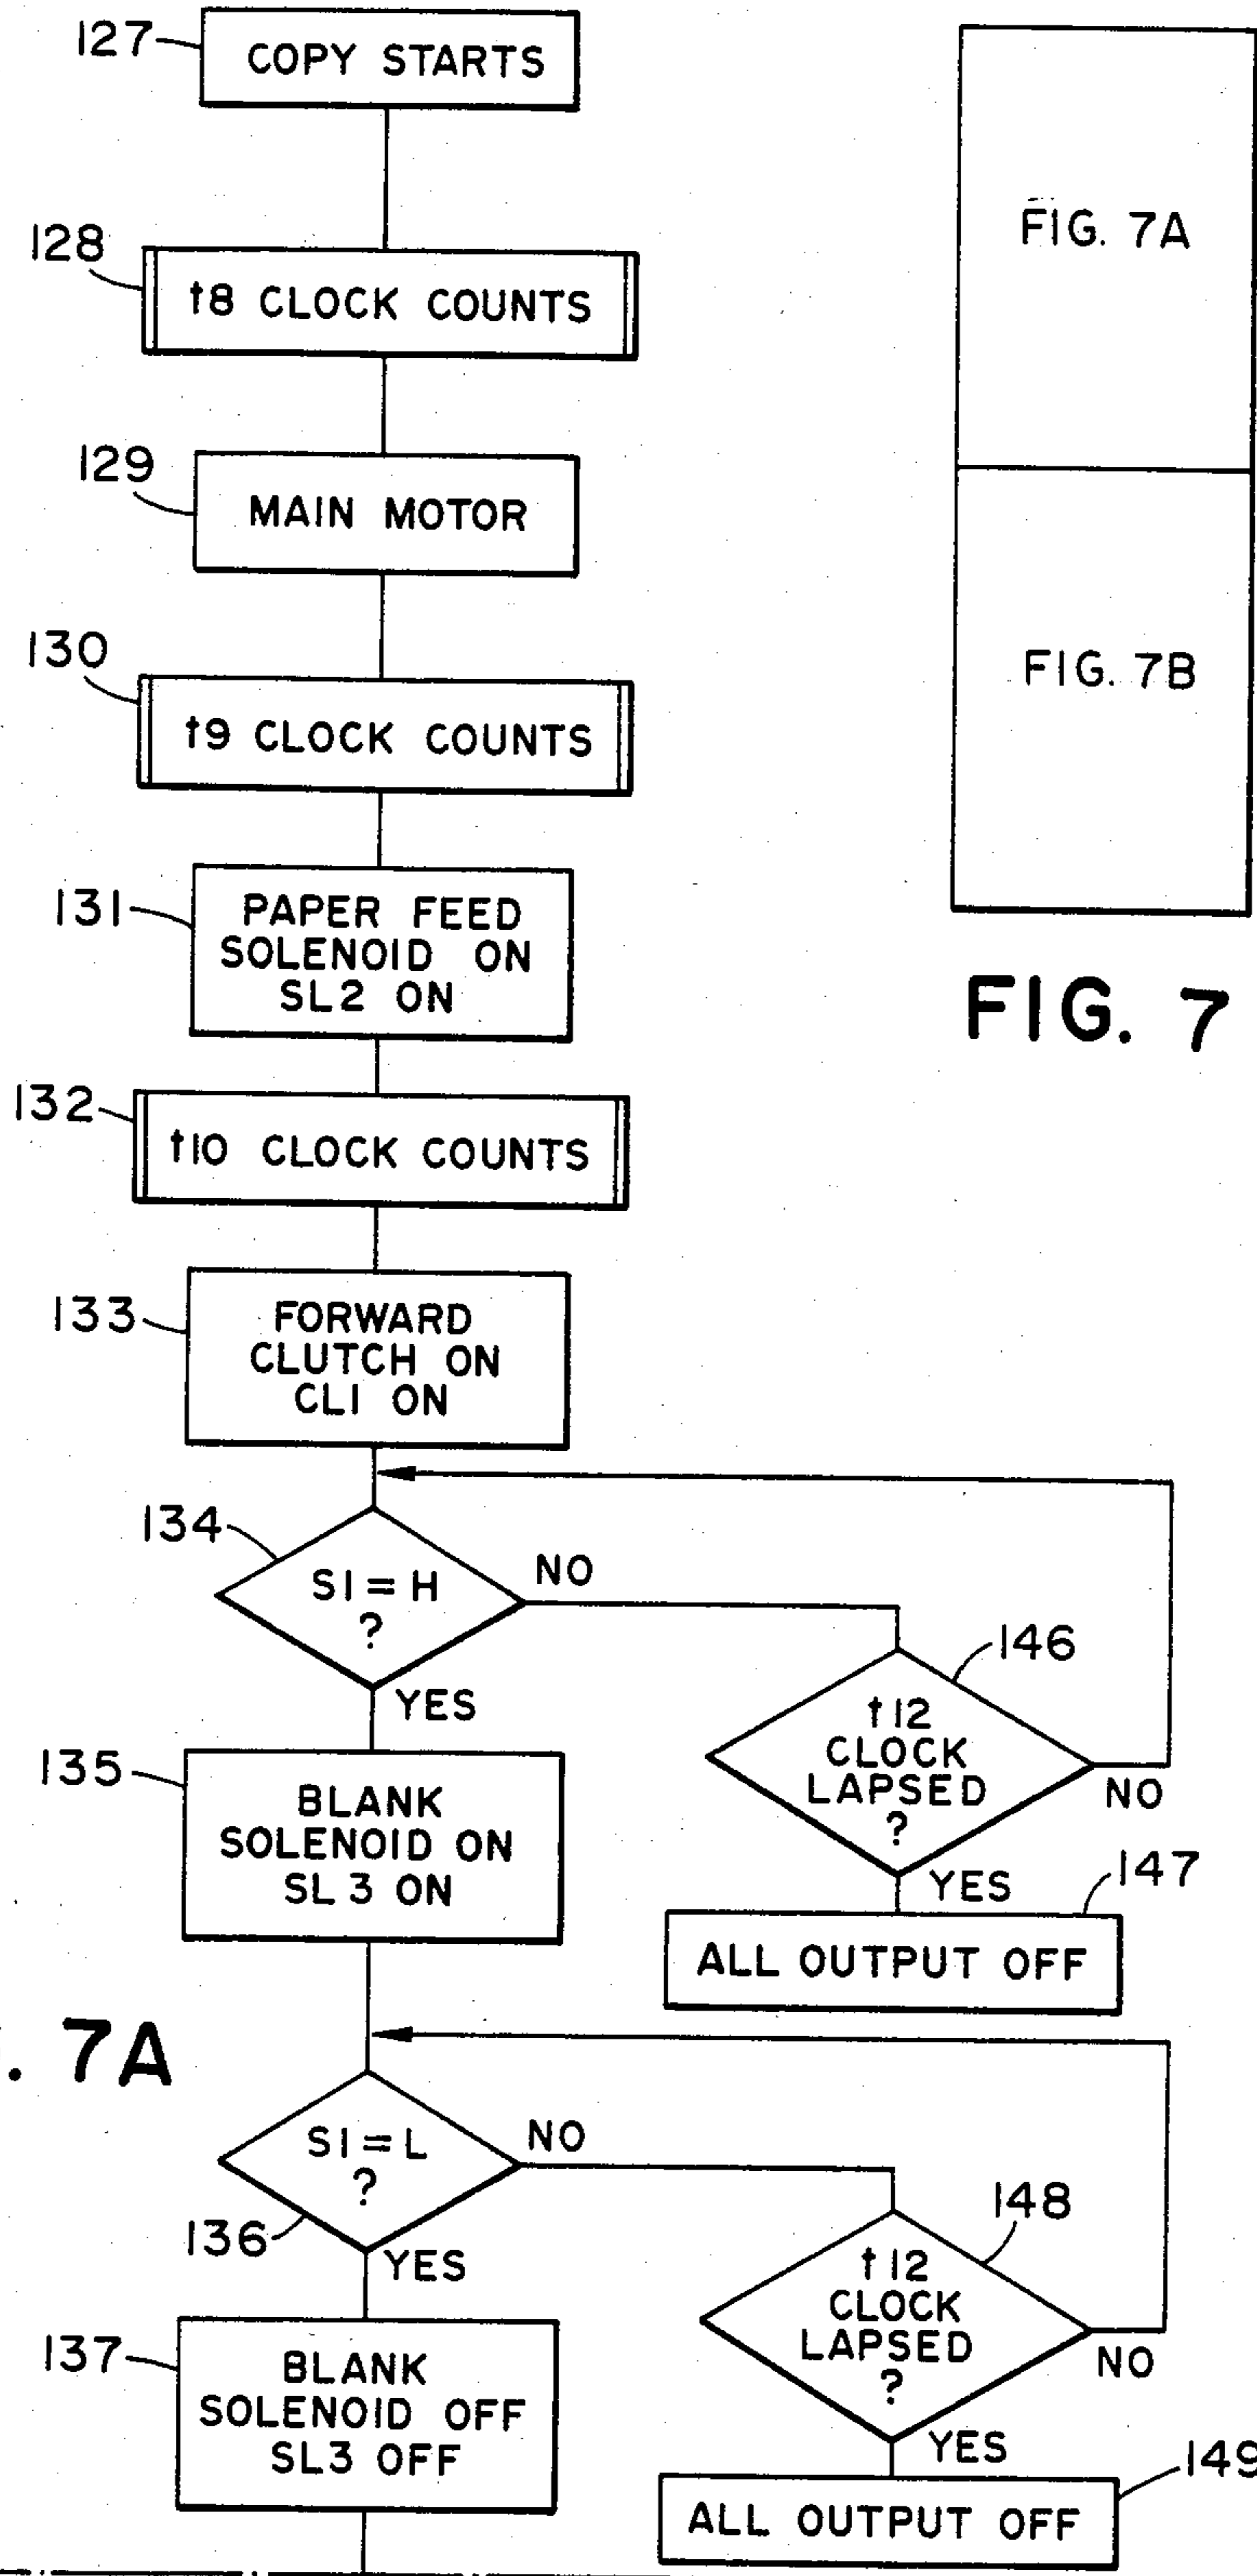 127
COPY STARTS
128
t8 CLOCK COUNTS
129
MAIN MOTOR
130
t9 CLOCK COUNTS
131
PAPER FEED
SOLENOID ON
SL2 ON
132
t10 CLOCK COUNTS
133
FORWARD
CLUTCH ON
CL1 ON
134
S1 = H
?
NO
YES
146
t12
CLOCK
LAPSED
?
NO
YES
147
ALL OUTPUT OFF
135
BLANK
SOLENOID ON
SL3 ON
. 7A
136
S1 = L
?
NO
YES
148
t12
CLOCK
LAPSED
?
NO
YES
149
ALL OUTPUT OFF
137
BLANK
SOLENOID OFF
SL3 OFF
FIG. 7A
FIG. 7B
FIG. 7